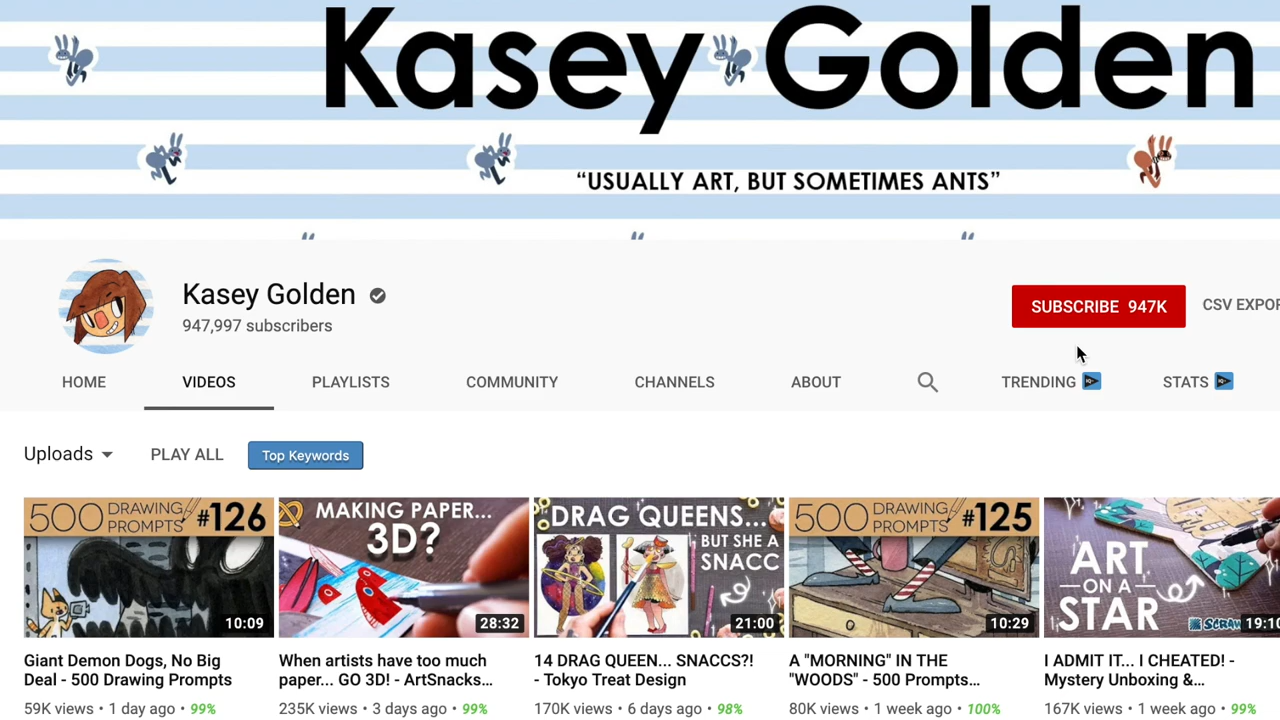 Kasey Golden
“USUALLY ART, BUT SOMETIMES ANTS”
Kasey Golden
947,997 subscribers
SUBSCRIBE 947K
CSV EXPOR
HOME VIDEOS PLAYLISTS COMMUNITY CHANNELS ABOUT TRENDING STATS
Uploads PLAY ALL Top Keywords
500 DRAWING PROMPTS #126
10:09
Giant Demon Dogs, No Big
Deal - 500 Drawing Prompts
59K views • 1 day ago • 99%
MAKING PAPER...
3D?
28:32
When artists have too much
paper... GO 3D! - ArtSnacks...
235K views • 3 days ago • 99%
DRAG QUEENS...
BUT SHE A
SNACC
21:00
14 DRAG QUEEN... SNACCS?!
- Tokyo Treat Design
170K views • 6 days ago • 98%
500 DRAWING PROMPTS #125
10:29
A "MORNING" IN THE
"WOODS" - 500 Prompts...
80K views • 1 week ago • 100%
ART
ON A
STAR
19:10
I ADMIT IT... I CHEATED! -
Mystery Unboxing &...
167K views • 1 week ago • 99%